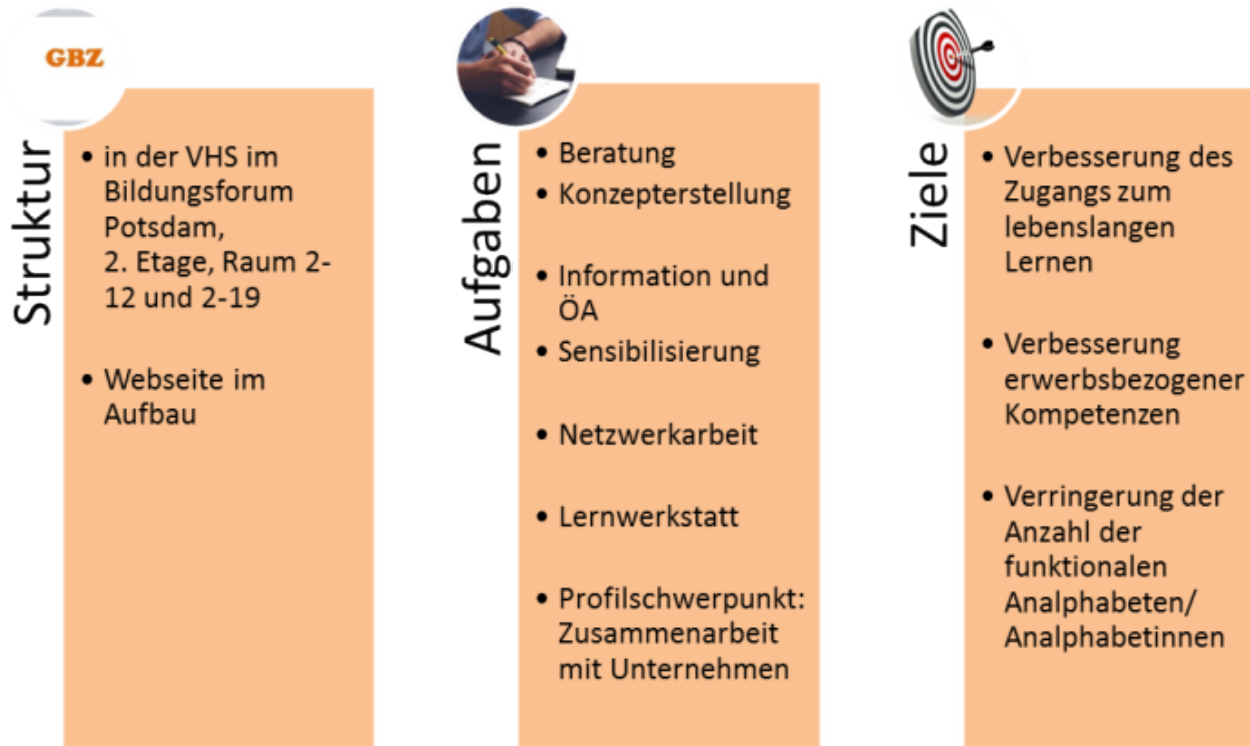 GBZ
Struktur
• in der VHS im
Bildungsforum
Potsdam,
2. Etage, Raum 2-
12 und 2-19
• Webseite im
Aufbau
Aufgaben
• Beratung
• Konzepterstellung
• Information und
ÖA
• Sensibilisierung
• Netzwerkarbeit
• Lernwerkstatt
• Profilschwerpunkt:
Zusammenarbeit
mit Unternehmen
Ziele
• Verbesserung des
Zugangs zum
lebenslangen
Lernen
• Verbesserung
erwerbsbezogener
Kompetenzen
• Verringerung der
Anzahl der
funktionalen
Analphabeten/
Analphabetinnen